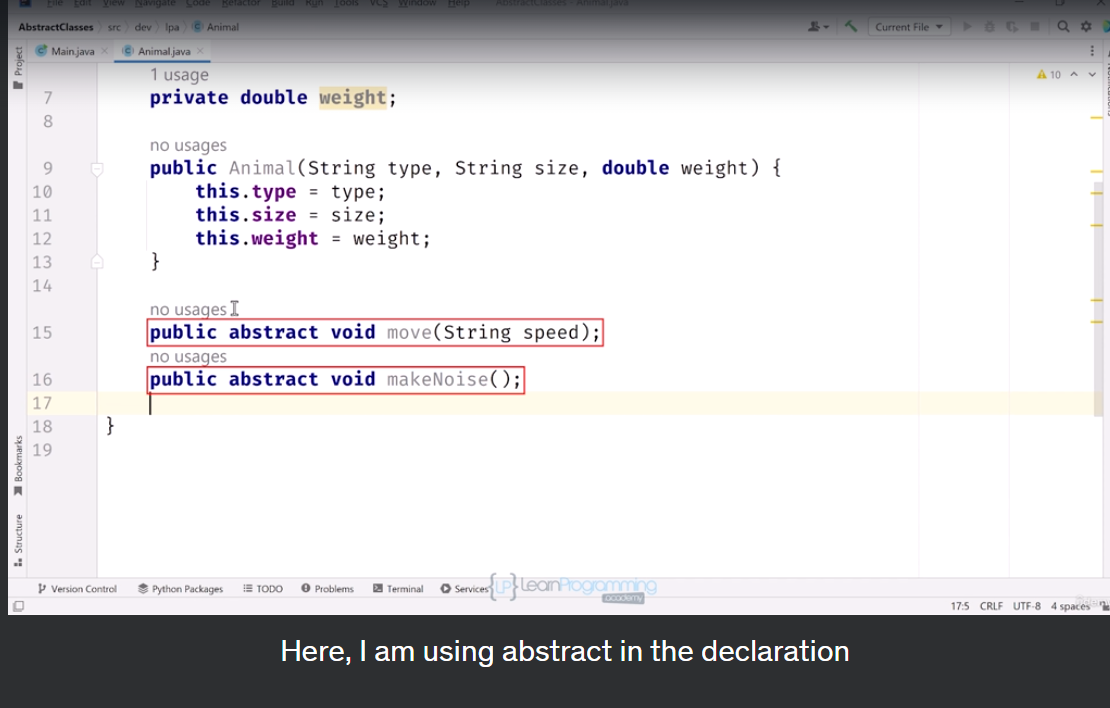 File Edit View Navigate Code Refactor Build Run Tools VCS Window Help AbstractClasses - Animal.java
AbstractClasses src dev lpa Animal Current File
Main.java Animal.java
Project
10
1 usage
7 private double weight;
8
no usages
9 public Animal(String type, String size, double weight) {
10 this.type = type;
11 this.size = size;
12 this.weight = weight;
13 }
14
no usages
15 public abstract void move(String speed);
no usages
16 public abstract void makeNoise();
17
18 }
19
Bookmarks
Structure
Version Control Python Packages TODO Problems Terminal Services
{LP} LearnProgramming
academy
17:5 CRLF UTF-8 4 spaces
Here, I am using abstract in the declaration